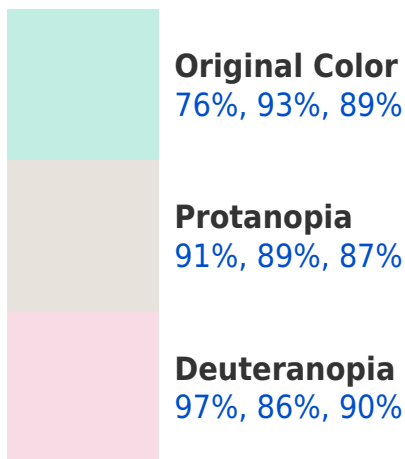 Original Color
76%, 93%, 89%
Protanopia
91%, 89%, 87%
Deuteranopia
97%, 86%, 90%